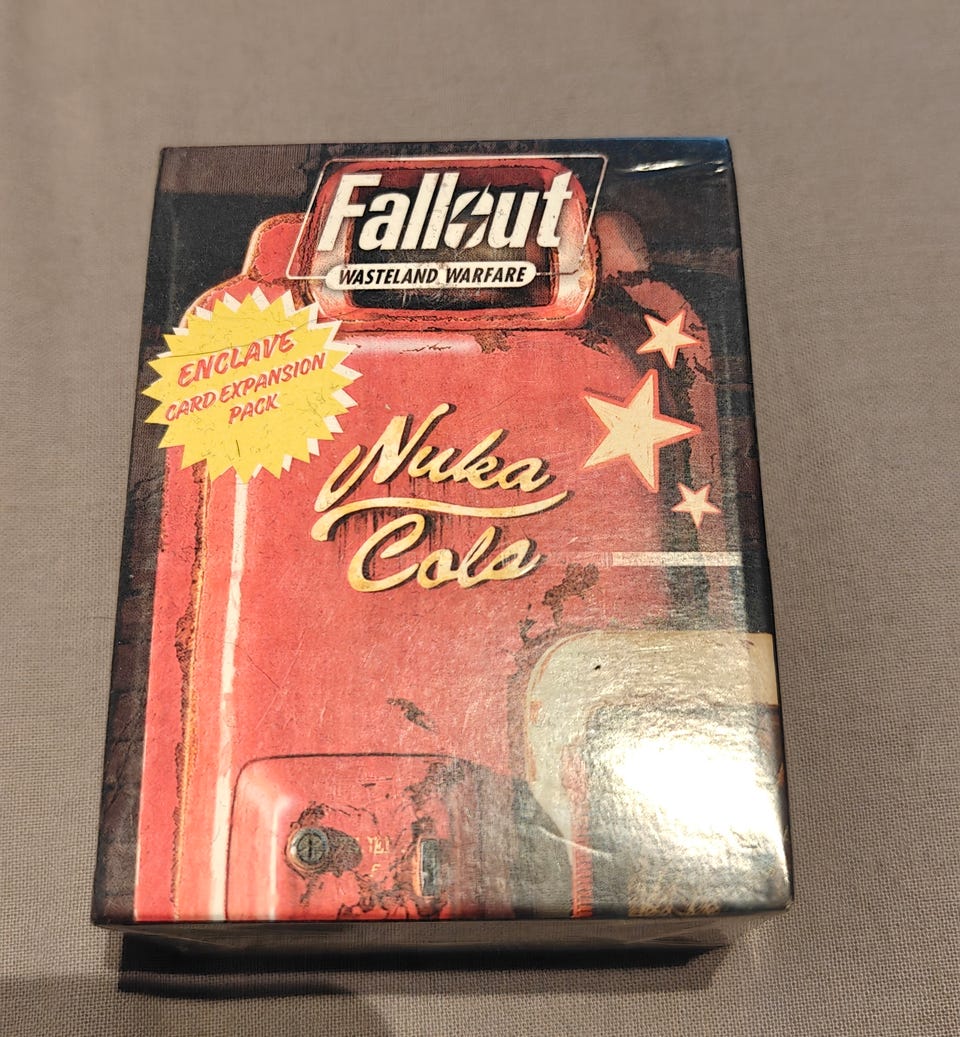 Fallout
WASTELAND WARFARE
ENCLAVE
CARD EXPANSION
PACK
Nuka
Cola